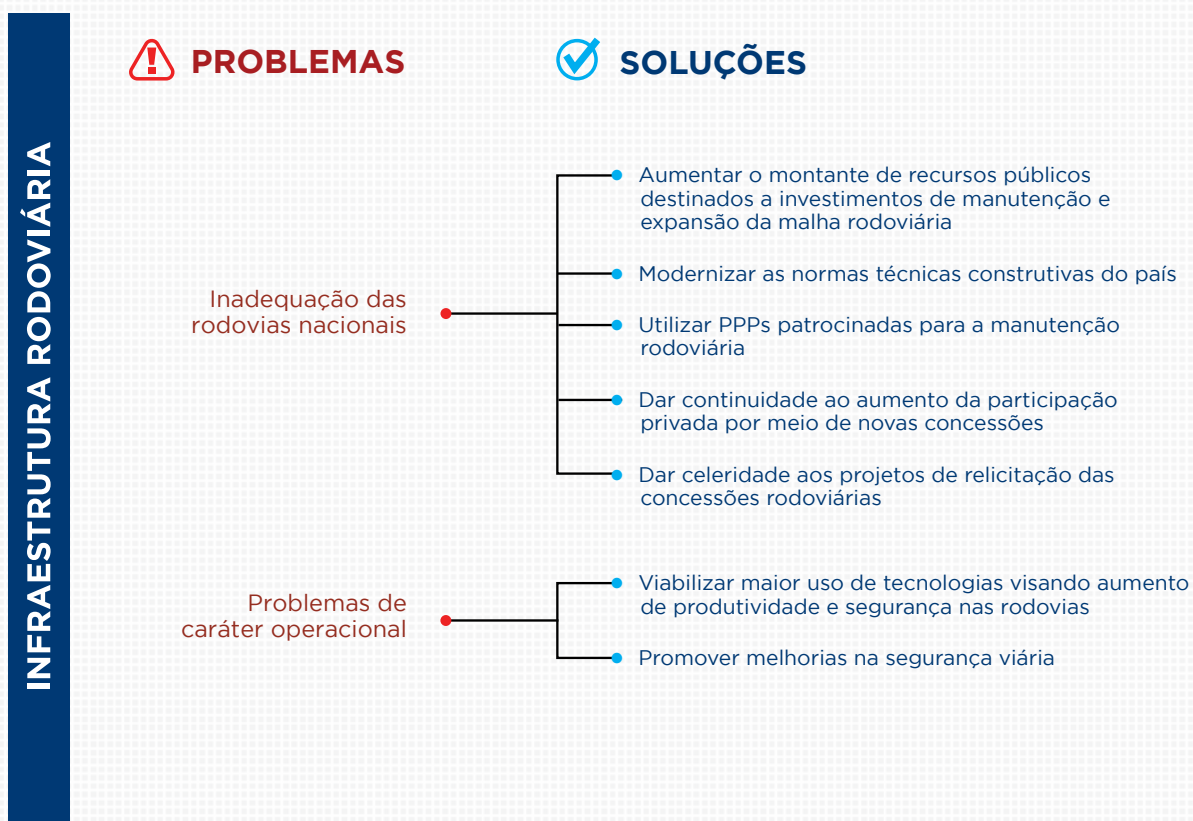 INFRAESTRUTURA RODOVIÁRIA
PROBLEMAS
SOLUÇÕES
Inadequação das
rodovias nacionais
Aumentar o montante de recursos públicos
destinados a investimentos de manutenção e
expansão da malha rodoviária
Modernizar as normas técnicas construtivas do país
Utilizar PPPs patrocinadas para a manutenção
rodoviária
Dar continuidade ao aumento da participação
privada por meio de novas concessões
Dar celeridade aos projetos de relicitação das
concessões rodoviárias
Problemas de
caráter operacional
Viabilizar maior uso de tecnologias visando aumento
de produtividade e segurança nas rodovias
Promover melhorias na segurança viária